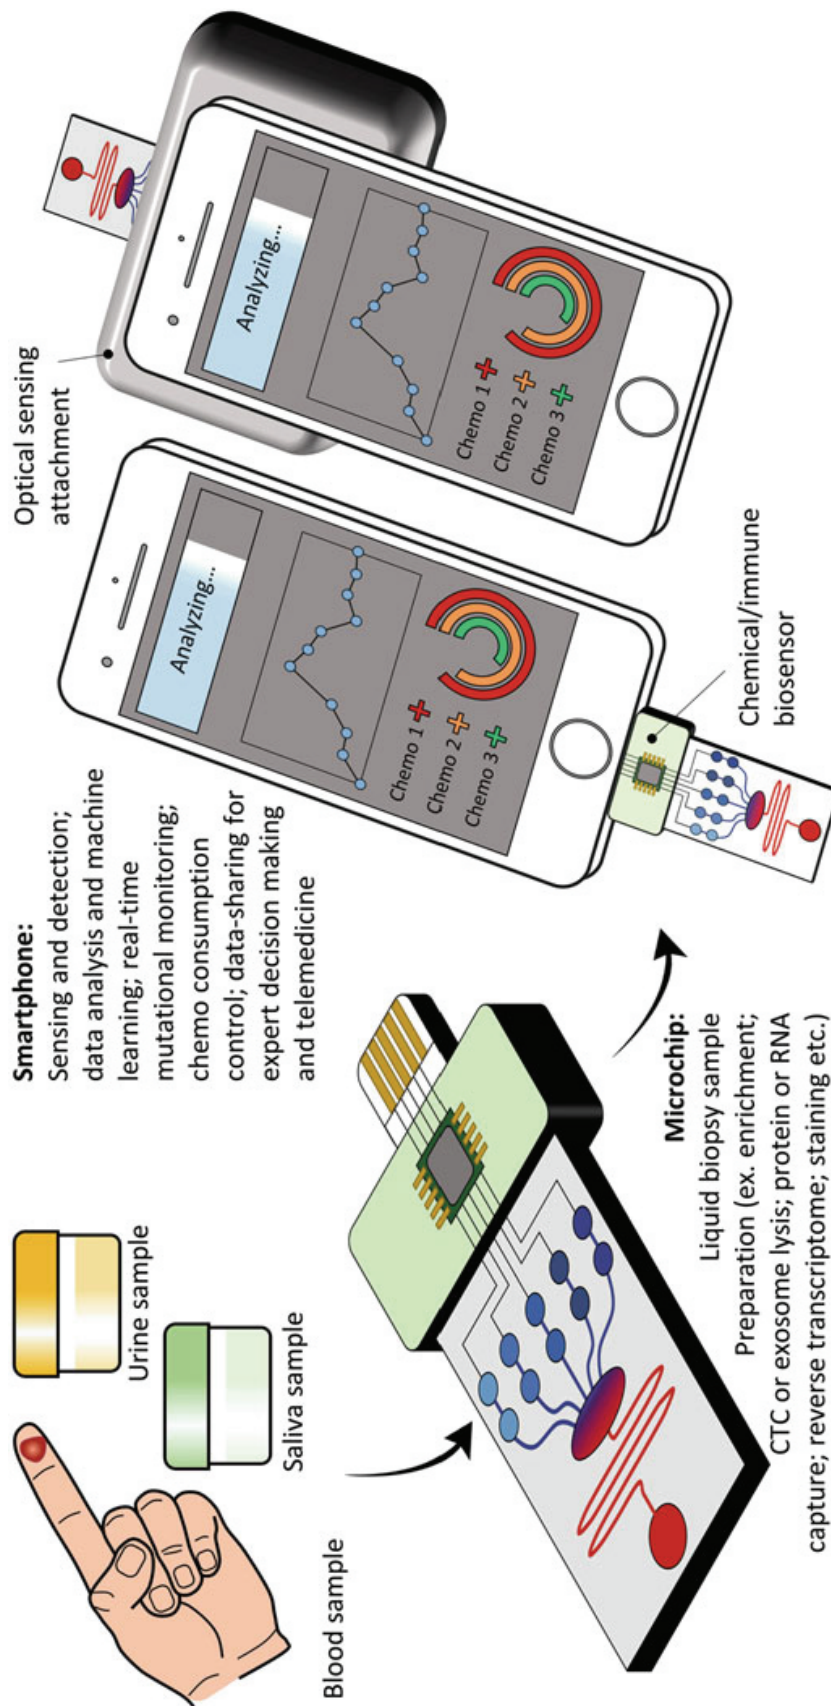 Blood sample
Urine sample
Saliva sample
Smartphone:
Sensing and detection;
data analysis and machine
learning; real-time
mutational monitoring;
chemo consumption
control; data-sharing for
expert decision making
and telemedicine
Optical sensing
attachment
Analyzing...
Chemo 1
Chemo 2
Chemo 3
Analyzing...
Chemo 1
Chemo 2
Chemo 3
Microchip:
Liquid biopsy sample
Preparation (ex. enrichment;
CTC or exosome lysis; protein or RNA
capture; reverse transcriptome; staining etc.)
Chemical/immune
biosensor